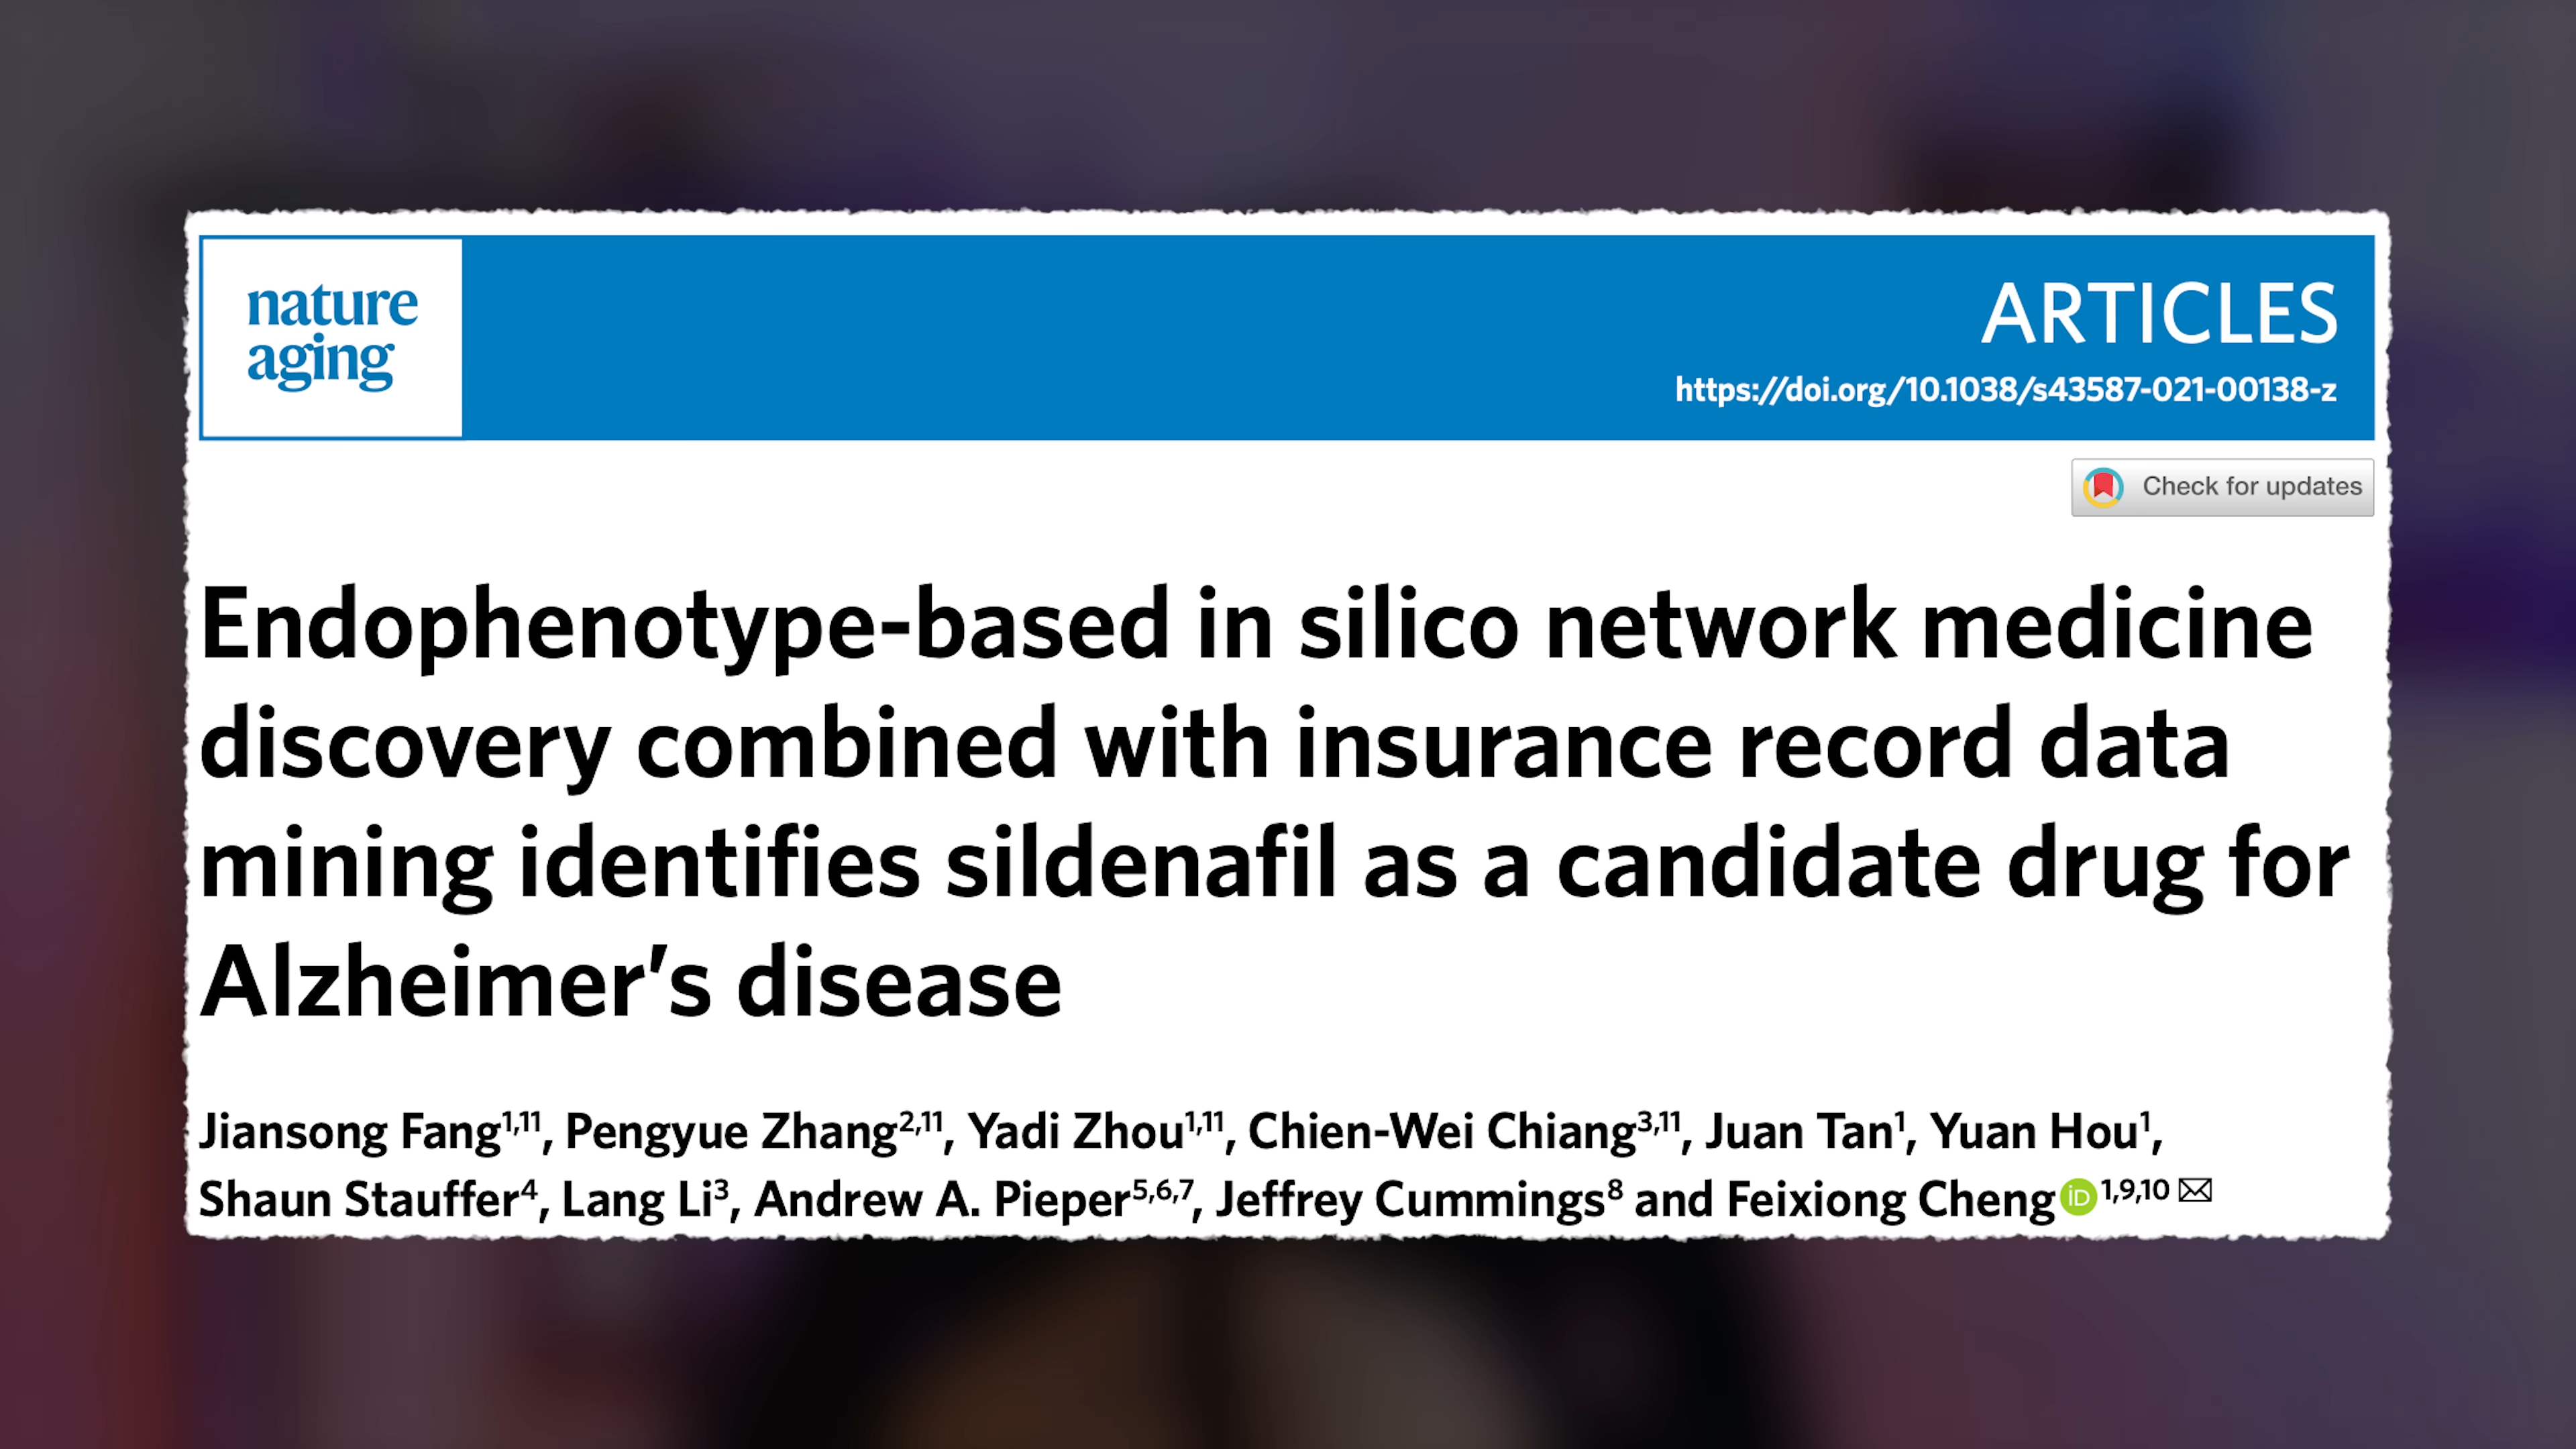 nature
aging
ARTICLES
https://doi.org/10.1038/s43587-021-00138-z
Check for updates
Endophenotype-based in silico network medicine
discovery combined with insurance record data
mining identifies sildenafil as a candidate drug for
Alzheimer’s disease
Jiansong Fang1,11, Pengyue Zhang2,11, Yadi Zhou1,11, Chien-Wei Chiang3,11, Juan Tan1, Yuan Hou1,
Shaun Stauffer4, Lang Li3, Andrew A. Pieper5,6,7, Jeffrey Cummings8 and Feixiong Cheng iD 1,9,10 ✉